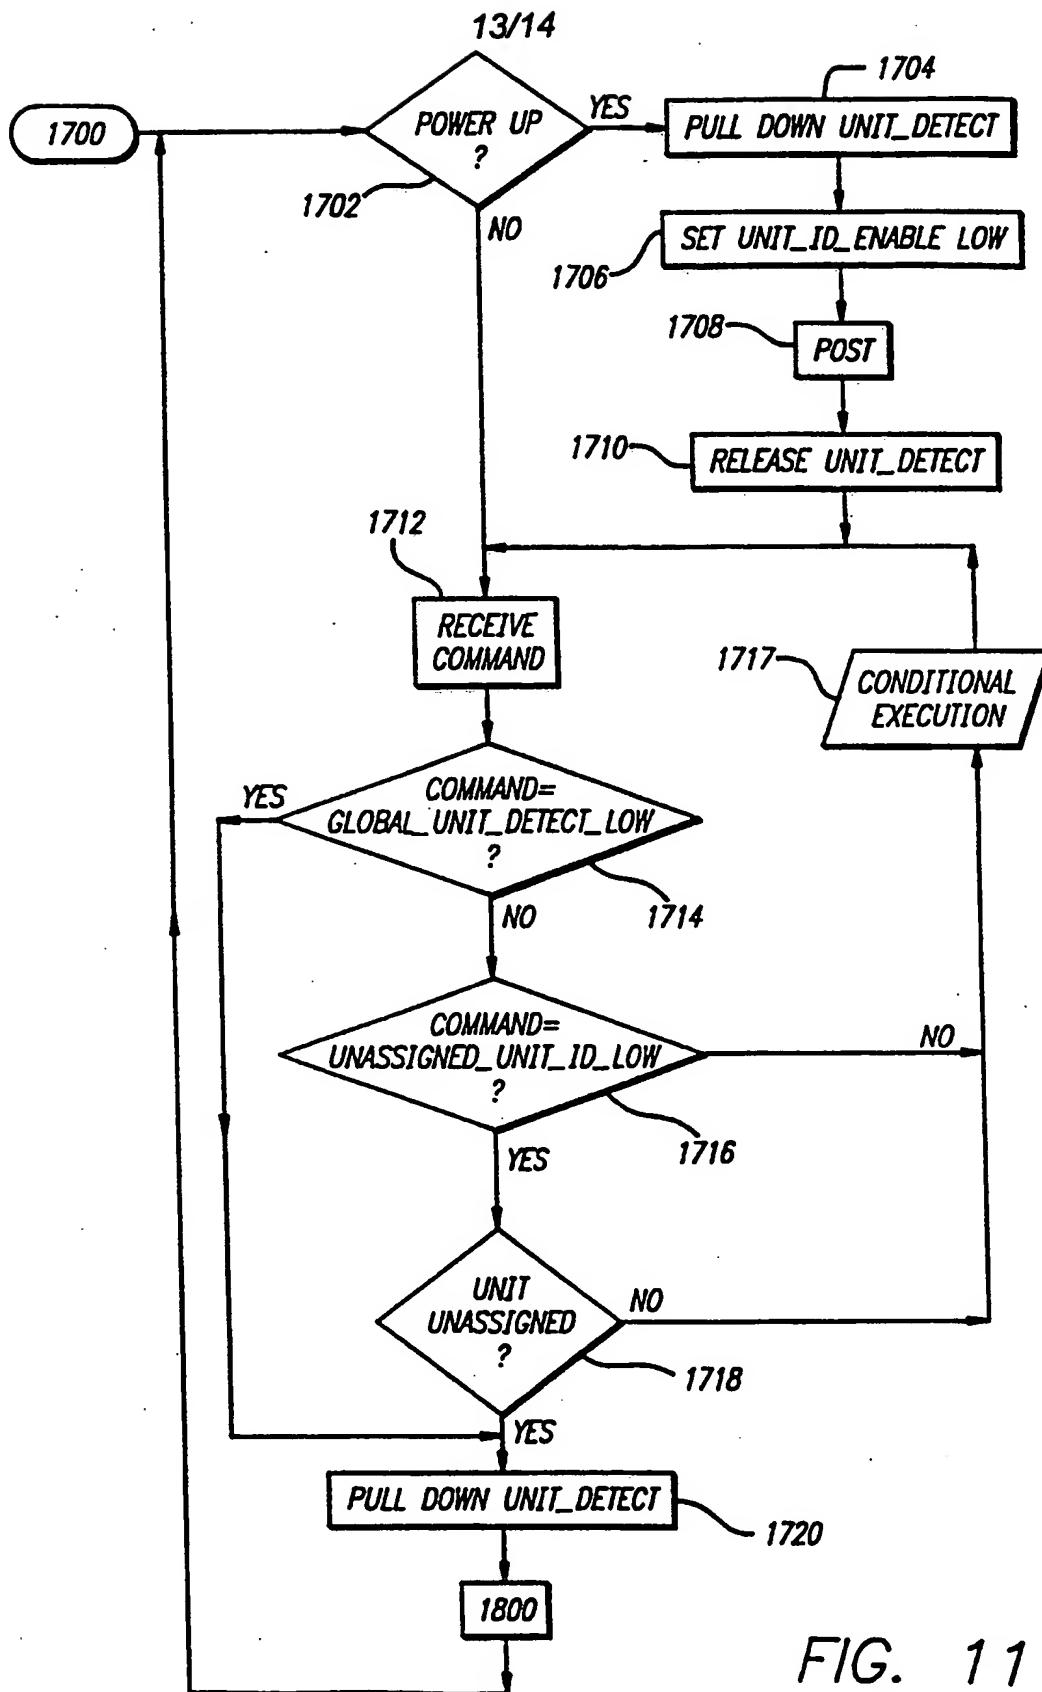 13/14
1700
POWER UP
?
1702
YES
NO
1704
PULL DOWN UNIT_DETECT
SET UNIT_ID_ENABLE LOW
1706
1708
POST
1710
RELEASE UNIT_DETECT
1712
RECEIVE
COMMAND
1717
CONDITIONAL
EXECUTION
YES
COMMAND=
GLOBAL_UNIT_DETECT_LOW
?
1714
NO
COMMAND=
UNASSIGNED_UNIT_ID_LOW
?
NO
1716
YES
UNIT
UNASSIGNED
?
NO
1718
YES
PULL DOWN UNIT_DETECT
1720
1800
FIG. 11